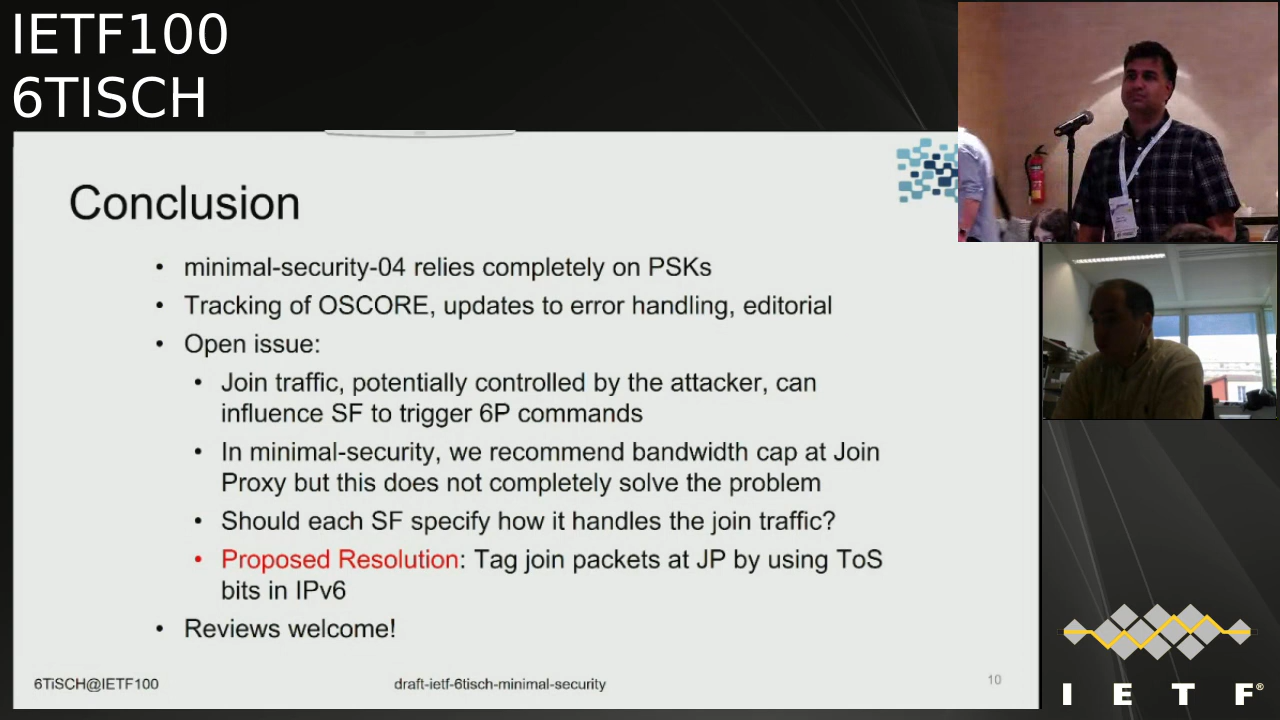 IETF100
6TISCH
Conclusion
• minimal-security-04 relies completely on PSKs
• Tracking of OSCORE, updates to error handling, editorial
• Open issue:
• Join traffic, potentially controlled by the attacker, can
influence SF to trigger 6P commands
• In minimal-security, we recommend bandwidth cap at Join
Proxy but this does not completely solve the problem
• Should each SF specify how it handles the join traffic?
• Proposed Resolution: Tag join packets at JP by using ToS
bits in IPv6
• Reviews welcome!
6TiSCH@IETF100
draft-ietf-6tisch-minimal-security
10
I E T F®